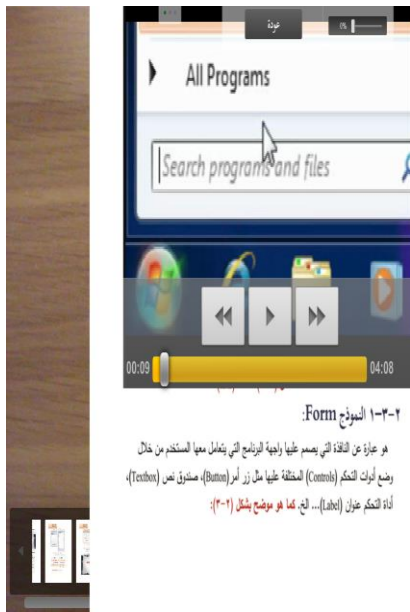 عودة
0%
All Programs
Search programs and files
00:09
04:08
٢-٣-١ النموذج Form:
هو عبارة عن النافذة التي يصمم عليها واجهة البرنامج التي يتعامل معها المستخدم من خلال
وضع أدوات التحكم (Controls) المختلفة عليها مثل زر أمر (Button)، صندوق نص (Textbox)،
أداة التحكم عنوان (Label)... الخ. كما هو موضح بشكل (٢-٣):